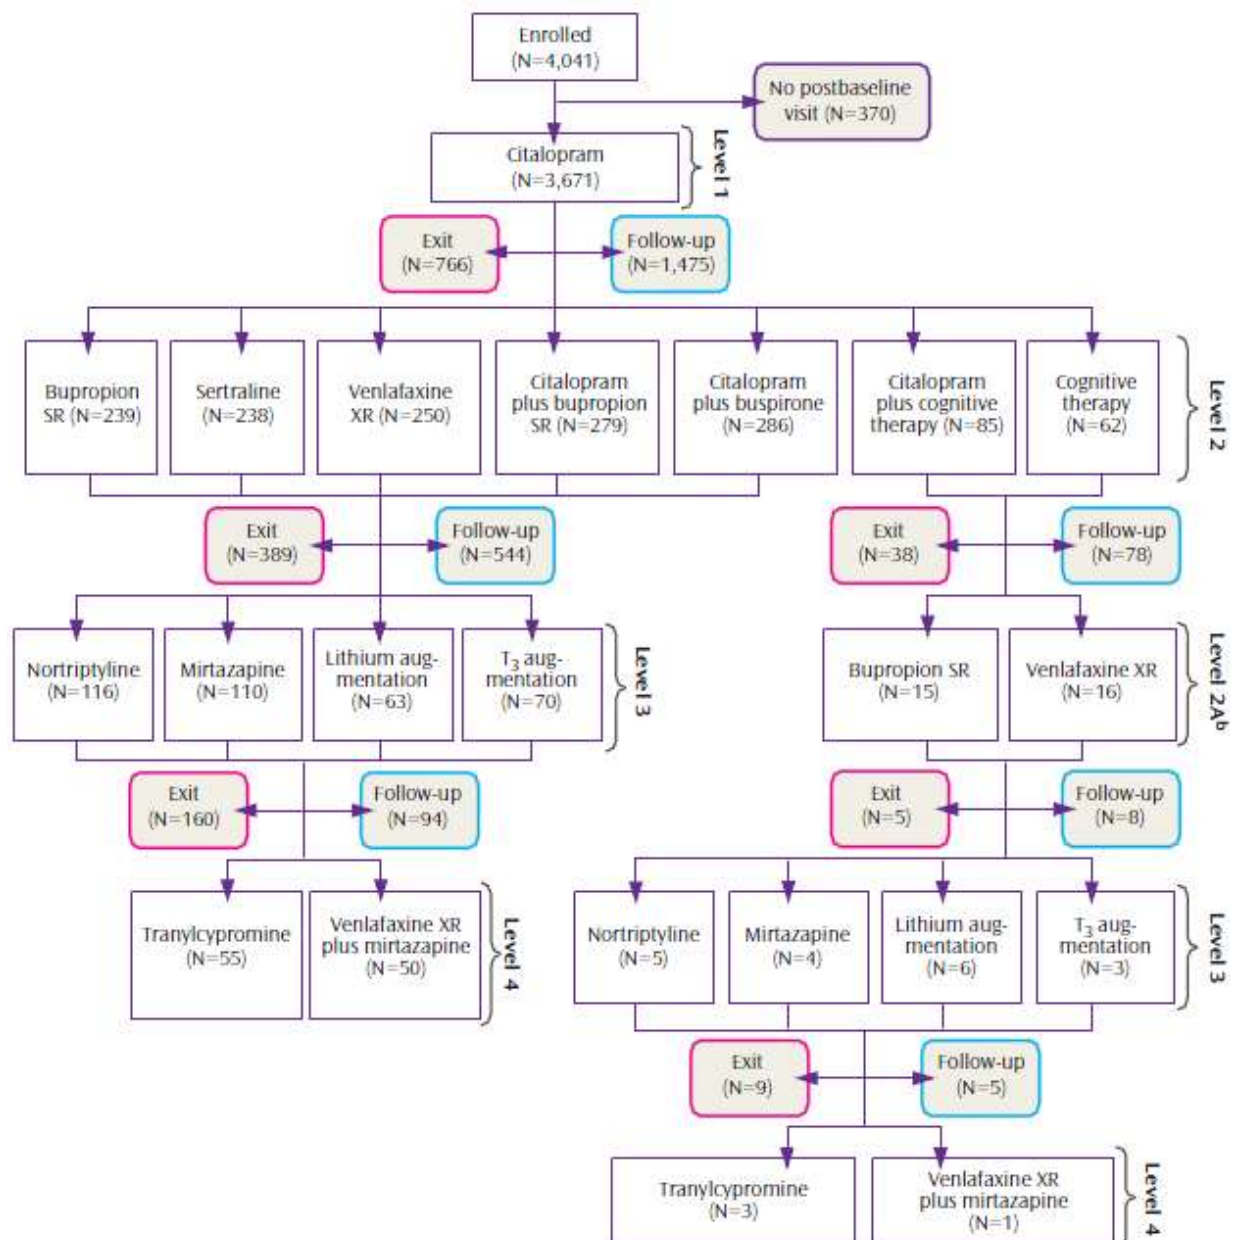 Enrolled
(N=4,041)
No postbaseline
visit (N=370)
Citalopram
(N=3,671)
Level 1
Exit
(N=766)
Follow-up
(N=1,475)
Bupropion
SR (N=239)
Sertraline
(N=238)
Venlafaxine
XR (N=250)
Citalopram
plus bupropion
SR (N=279)
Citalopram
plus buspirone
(N=286)
Citalopram
plus cognitive
therapy (N=85)
Cognitive
therapy
(N=62)
Level 2
Exit
(N=389)
Follow-up
(N=544)
Exit
(N=38)
Follow-up
(N=78)
Nortriptyline
(N=116)
Mirtazapine
(N=110)
Lithium aug-
mentation
(N=63)
T3 aug-
mentation
(N=70)
Level 3
Bupropion SR
(N=15)
Venlafaxine XR
(N=16)
Level 2Ab
Exit
(N=160)
Follow-up
(N=94)
Exit
(N=5)
Follow-up
(N=8)
Tranylcypromine
(N=55)
Venlafaxine XR
plus mirtazapine
(N=50)
Level 4
Nortriptyline
(N=5)
Mirtazapine
(N=4)
Lithium aug-
mentation
(N=6)
T3 aug-
mentation
(N=3)
Level 3
Exit
(N=9)
Follow-up
(N=5)
Tranylcypromine
(N=3)
Venlafaxine XR
plus mirtazapine
(N=1)
Level 4